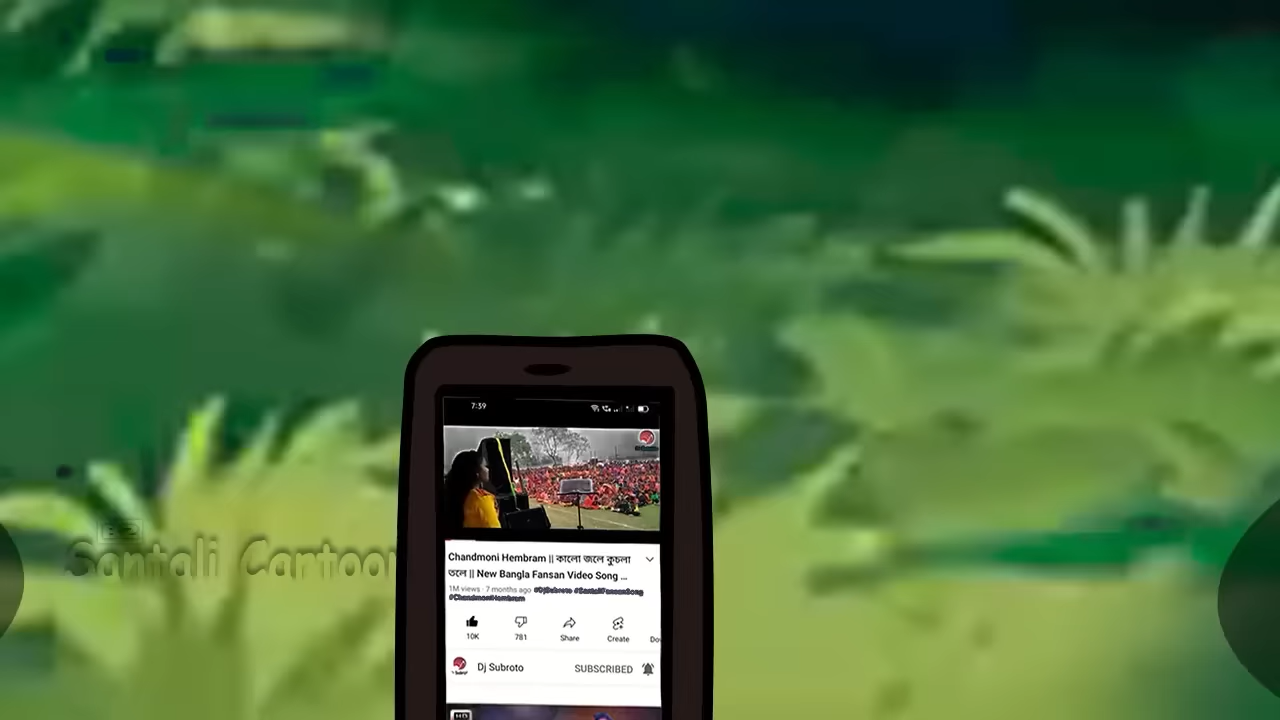 7:39
Chandmoni Hembram || কালো জলে কুচলা
তলে || New Bangla Fansan Video Song ...
1M views · 7 months ago #DjSubroto #SantaliFansanSong
#ChandmoniHembram
10K
781
Share
Create
Do
Dj Subroto
SUBSCRIBED
Santali Cartoon